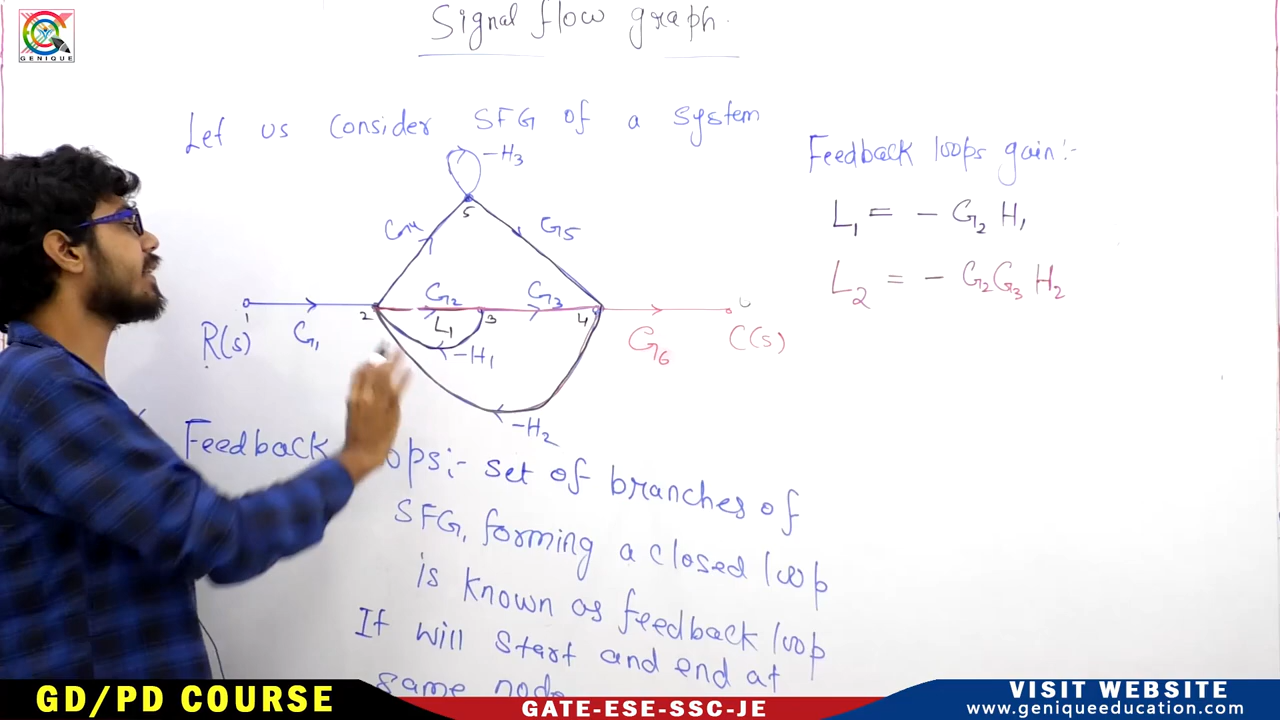 GENIQUE
Signal flow graph.
Let us consider SFG of a system
-H3
5
G4
G5
G2
G3
1
2
L1
3
4
R(s)
G1
-H1
G6
C(s)
-H2
Feedback loops gain:-
L1 = - G2 H1
L2 = - G2G3 H2
Feedback ops:- set of branches of
SFG, forming a closed loop
is known as feedback loop
It will start and end at
same node
GD/PD COURSE
GATE-ESE-SSC-JE
VISIT WEBSITE
www.geniqueeducation.com